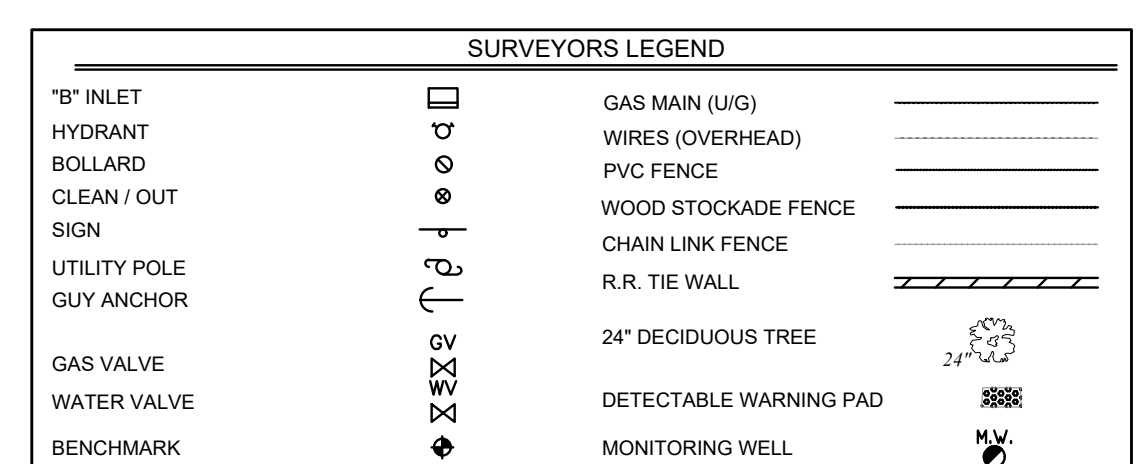 SURVEYORS LEGEND
"B" INLET
HYDRANT
BOLLARD
CLEAN / OUT
SIGN
UTILITY POLE
GUY ANCHOR
GV
GAS VALVE
WV
WATER VALVE
BENCHMARK
GAS MAIN (U/G)
WIRES (OVERHEAD)
PVC FENCE
WOOD STOCKADE FENCE
CHAIN LINK FENCE
R.R. TIE WALL
24" DECIDUOUS TREE
24"
DETECTABLE WARNING PAD
M.W.
MONITORING WELL